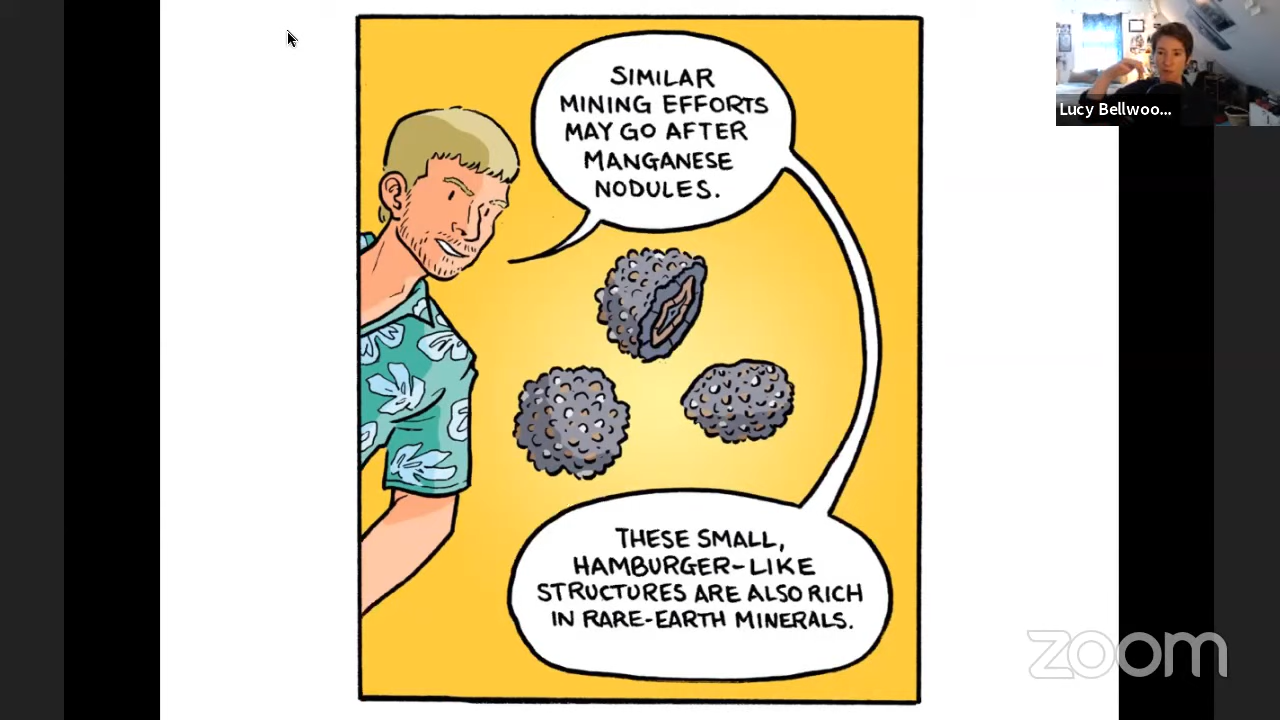 SIMILAR
MINING EFFORTS
MAY GO AFTER
MANGANESE
NODULES.
THESE SMALL,
HAMBURGER-LIKE
STRUCTURES ARE ALSO RICH
IN RARE-EARTH MINERALS.
Lucy Bellwoo...
zoom